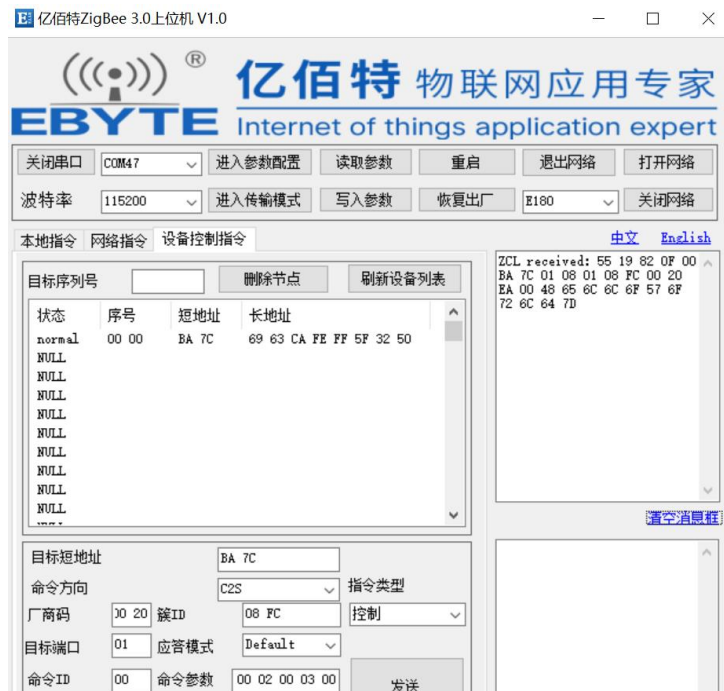 亿佰特ZigBee 3.0上位机 V1.0
®
亿佰特 物联网应用专家
EBYTE Internet of things application expert
关闭串口 COM47 进入参数配置 读取参数 重启 退出网络 打开网络
波特率 115200 进入传输模式 写入参数 恢复出厂 E180 关闭网络
本地指令 网络指令 设备控制指令 中文 English
目标序列号 删除节点 刷新设备列表
状态 序号 短地址 长地址
normal 00 00 BA 7C 69 63 CA FE FF 5F 32 50
NULL
NULL
NULL
NULL
NULL
NULL
NULL
NULL
NULL
ZCL received: 55 19 82 0F 00
BA 7C 01 08 01 08 FC 00 20
EA 00 48 65 6C 6C 6F 57 6F
72 6C 64 7D
清空消息框
目标短地址 BA 7C
命令方向 C2S 指令类型
厂商码 00 20 簇ID 08 FC 控制
目标端口 01 应答模式 Default
命令ID 00 命令参数 00 02 00 03 00 发送